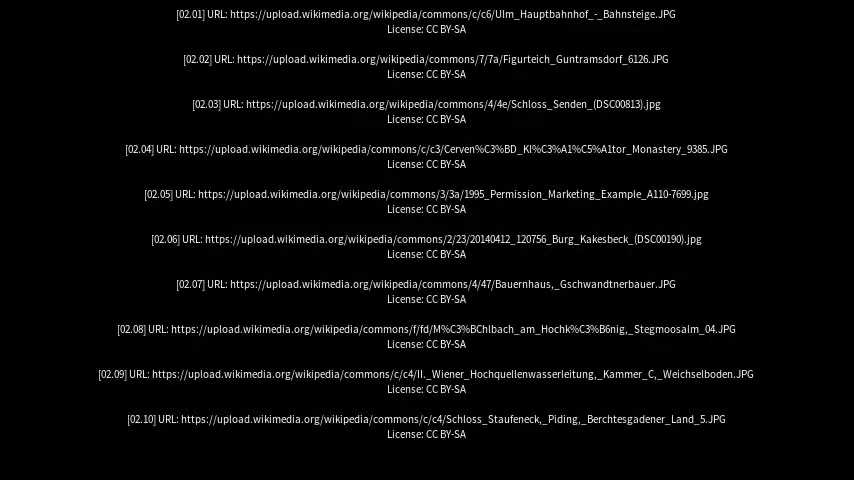 [02.01] URL: https://upload.wikimedia.org/wikipedia/commons/c/c6/Ulm_Hauptbahnhof_-_Bahnsteige.JPG
License: CC BY-SA
[02.02] URL: https://upload.wikimedia.org/wikipedia/commons/7/7a/Figurteich_Guntramsdorf_6126.JPG
License: CC BY-SA
[02.03] URL: https://upload.wikimedia.org/wikipedia/commons/4/4e/Schloss_Senden_(DSC00813).jpg
License: CC BY-SA
[02.04] URL: https://upload.wikimedia.org/wikipedia/commons/c/c3/Cerven%C3%BD_Kl%C3%A1%C5%A1tor_Monastery_9385.JPG
License: CC BY-SA
[02.05] URL: https://upload.wikimedia.org/wikipedia/commons/3/3a/1995_Permission_Marketing_Example_A110-7699.jpg
License: CC BY-SA
[02.06] URL: https://upload.wikimedia.org/wikipedia/commons/2/23/20140412_120756_Burg_Kakesbeck_(DSC00190).jpg
License: CC BY-SA
[02.07] URL: https://upload.wikimedia.org/wikipedia/commons/4/47/Bauernhaus,_Gschwandtnerbauer.JPG
License: CC BY-SA
[02.08] URL: https://upload.wikimedia.org/wikipedia/commons/f/fd/M%C3%BChlbach_am_Hochk%C3%B6nig,_Stegmoosalm_04.JPG
License: CC BY-SA
[02.09] URL: https://upload.wikimedia.org/wikipedia/commons/c/c4/II._Wiener_Hochquellenwasserleitung,_Kammer_C,_Weichselboden.JPG
License: CC BY-SA
[02.10] URL: https://upload.wikimedia.org/wikipedia/commons/c/c4/Schloss_Staufeneck,_Piding,_Berchtesgadener_Land_5.JPG
License: CC BY-SA